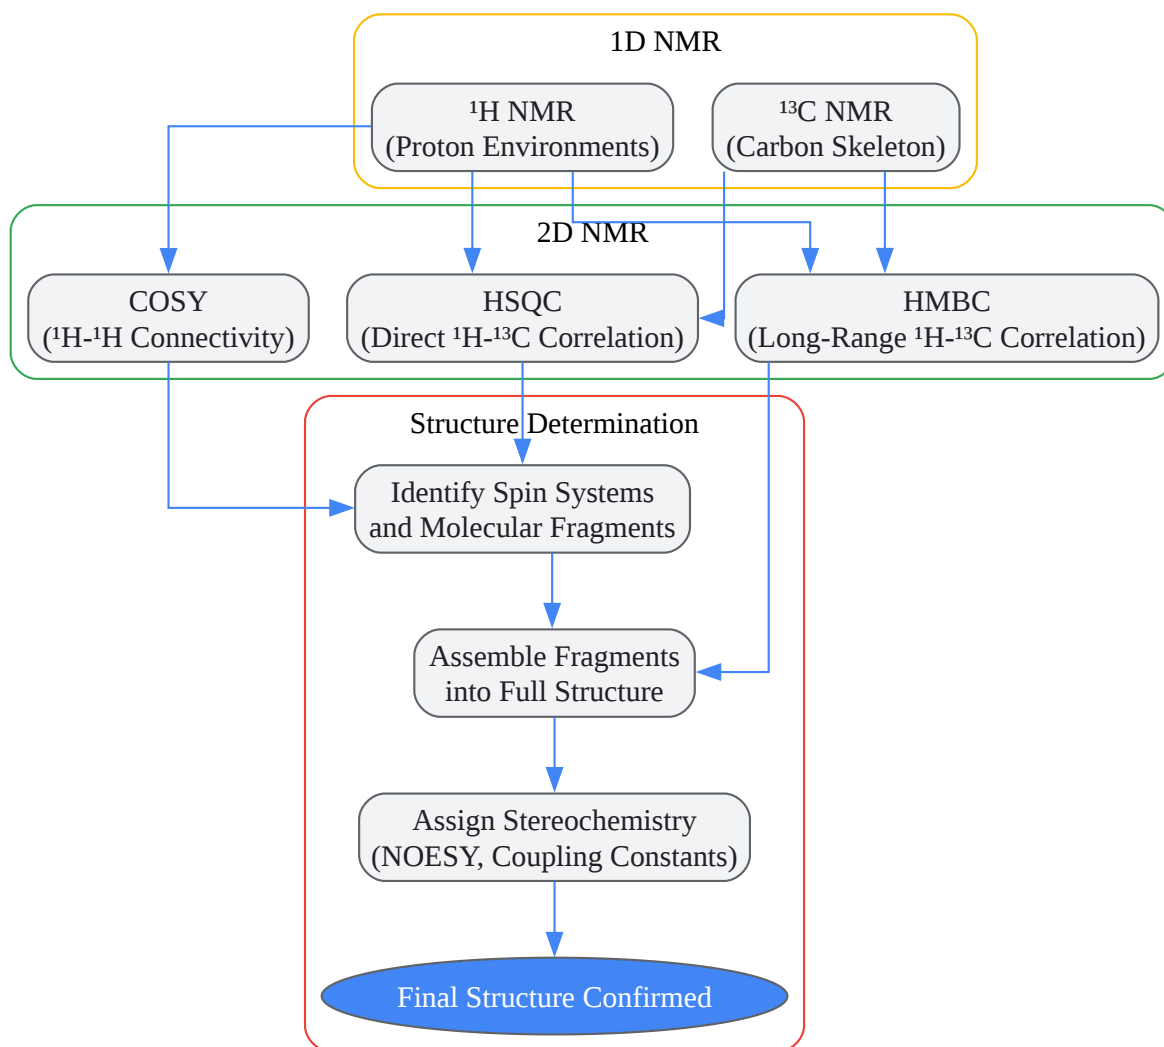 1D NMR
¹H NMR
(Proton Environments)
¹³C NMR
(Carbon Skeleton)
2D NMR
COSY
(¹H-¹H Connectivity)
HSQC
(Direct ¹H-¹³C Correlation)
HMBC
(Long-Range ¹H-¹³C Correlation)
Structure Determination
Identify Spin Systems
and Molecular Fragments
Assemble Fragments
into Full Structure
Assign Stereochemistry
(NOESY, Coupling Constants)
Final Structure Confirmed